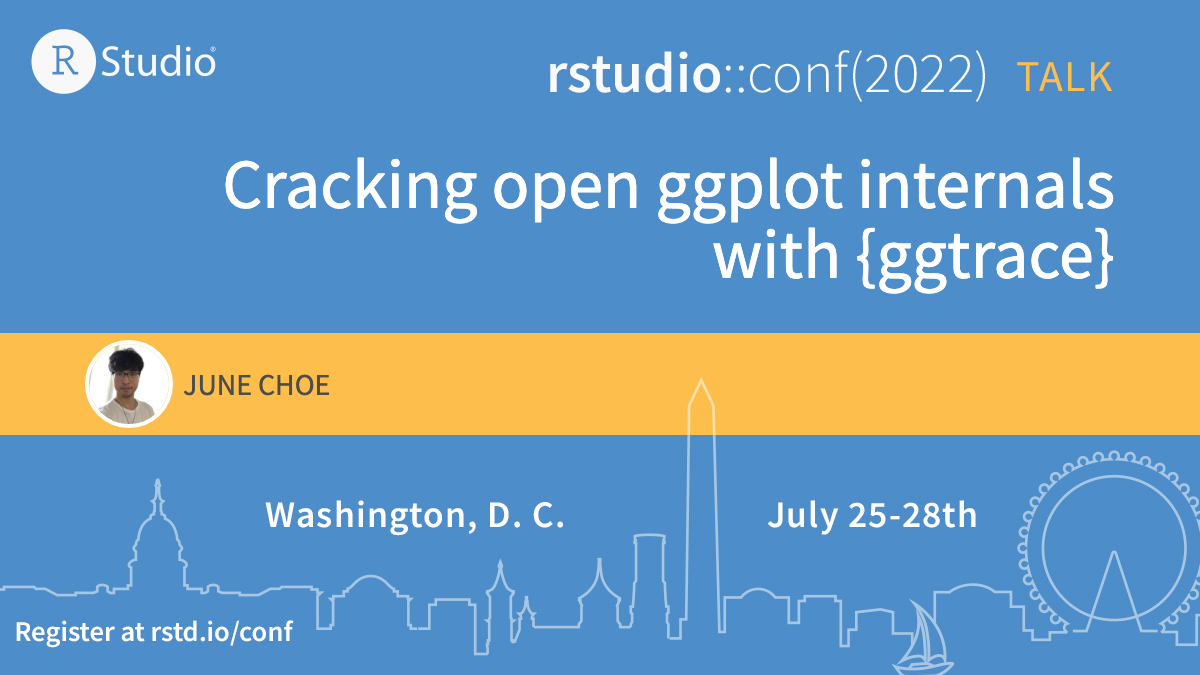 RStudio®
rstudio::conf(2022) TALK
Cracking open ggplot internals
with {ggtrace}
JUNE CHOE
Washington, D. C.
July 25-28th
Register at rstd.io/conf